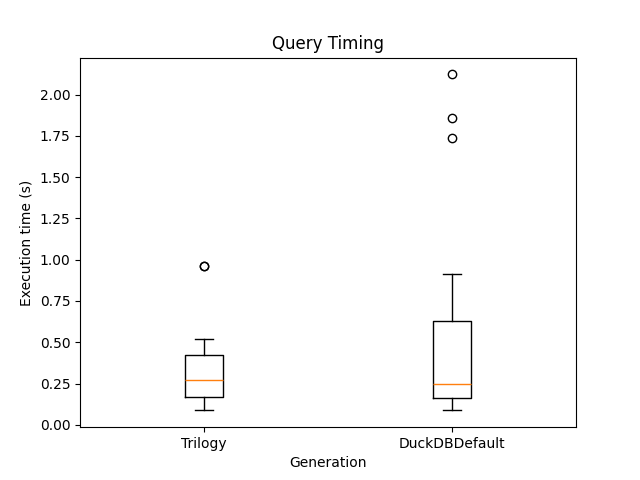 Query Timing
2.00
1.75
1.50
1.25
1.00
0.75
0.50
0.25
0.00
Execution time (s)
Trilogy
DuckDBDefault
Generation